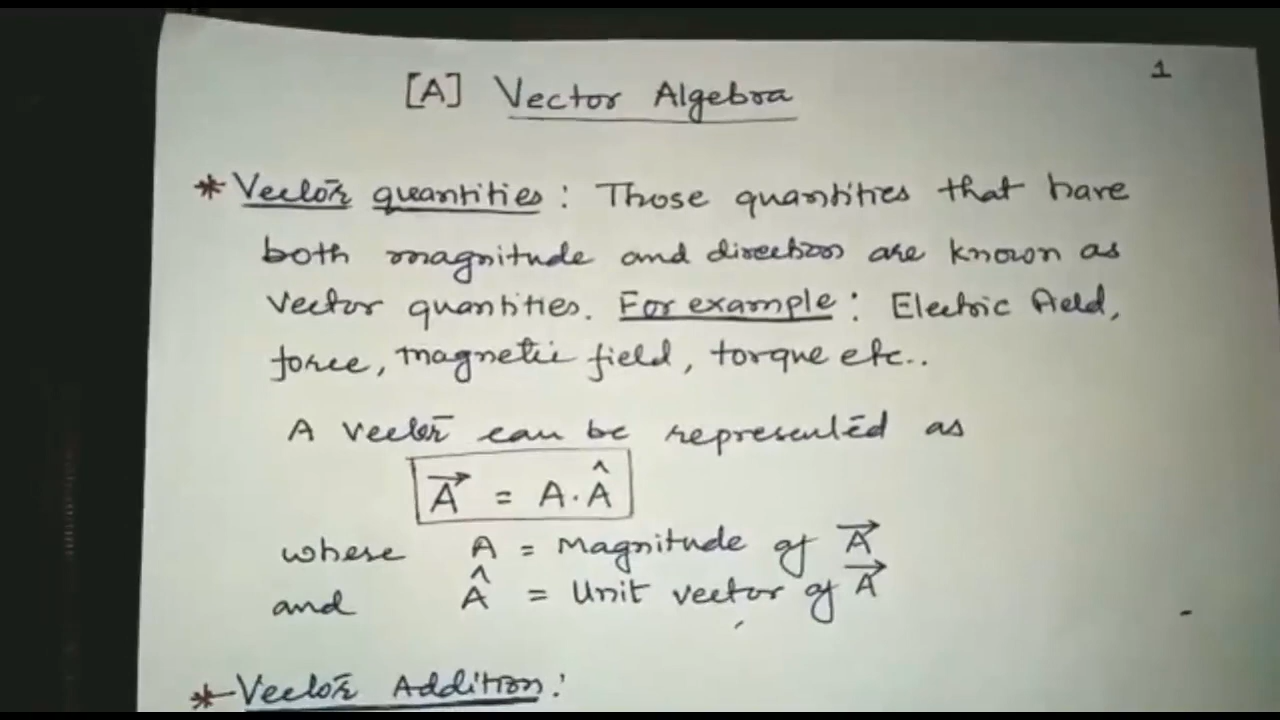 1
[A] Vector Algebra
* Vector quantities : Those quantities that have
both magnitude and direction are known as
vector quantities. For example : Electric field,
force, magnetic field, torque etc..
A vector can be represented as
A⃗ = A.Â
where A = Magnitude of A⃗
and  = Unit vector of A⃗
* Vector Addition :